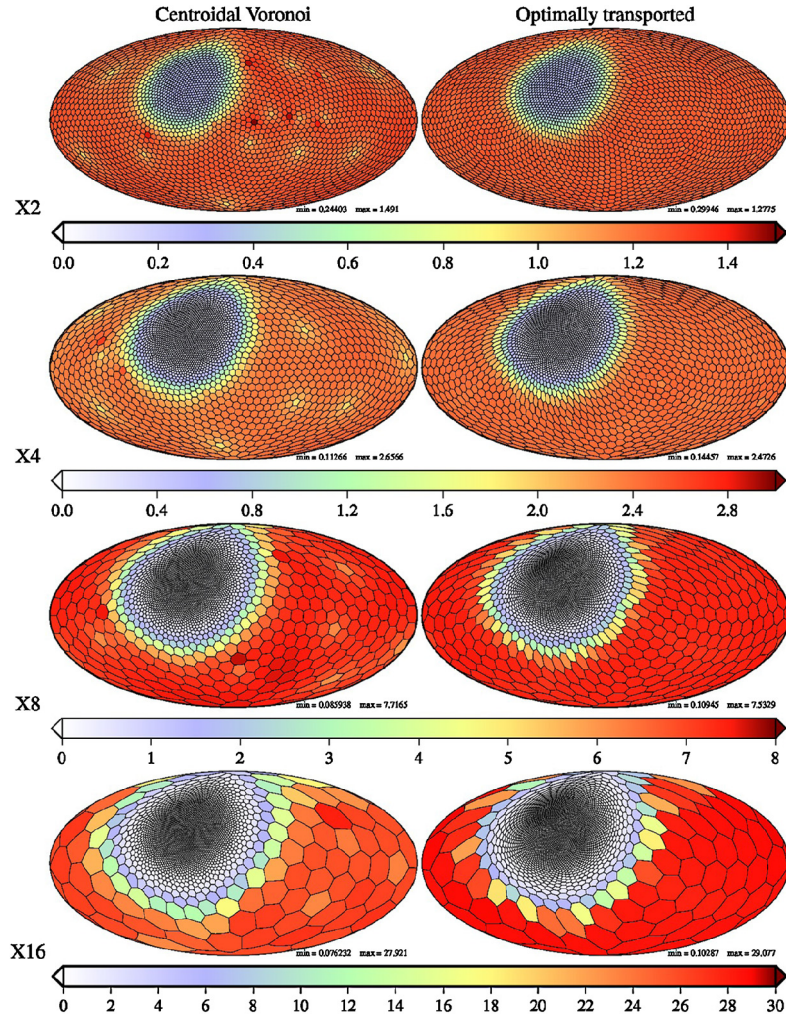 Centroidal Voronoi Optimally transported
min = 0.24403 max = 1.491 min = 0.29946 max = 1.2775
X2
0.0 0.2 0.4 0.6 0.8 1.0 1.2 1.4
min = 0.11266 max = 2.6566 min = 0.14457 max = 2.4726
X4
0.0 0.4 0.8 1.2 1.6 2.0 2.4 2.8
min = 0.085938 max = 7.7165 min = 0.10945 max = 7.5329
X8
0 1 2 3 4 5 6 7 8
min = 0.076232 max = 27.921 min = 0.10287 max = 29.077
X16
0 2 4 6 8 10 12 14 16 18 20 22 24 26 28 30